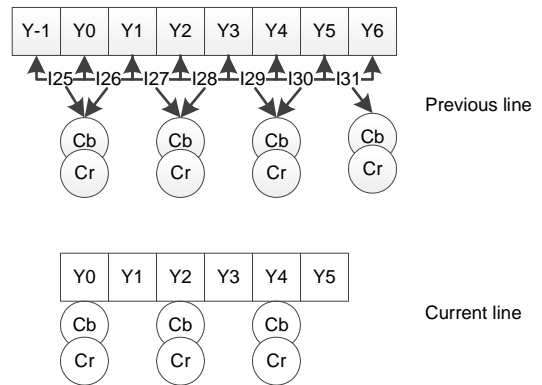 Y-1 Y0 Y1 Y2 Y3 Y4 Y5 Y6
I25 I26 I27 I28 I29 I30 I31
Previous line
Cb Cb Cb Cb
Cr Cr Cr Cr
Y0 Y1 Y2 Y3 Y4 Y5
Current line
Cb Cb Cb
Cr Cr Cr